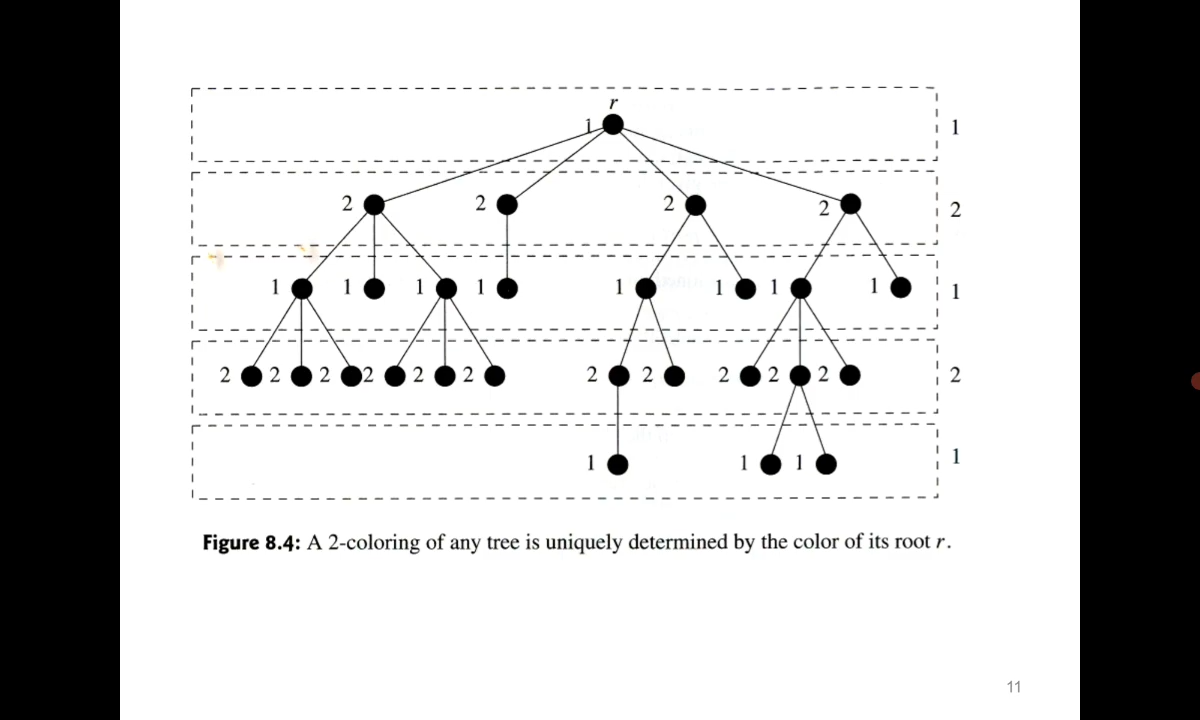 r
1 1
2 2 2 2 2
1 1 1 1 1 1 1 1 1
2 2 2 2 2 2 2 2 2 2 2 2
1 1 1 1
Figure 8.4: A 2-coloring of any tree is uniquely determined by the color of its root r.
11